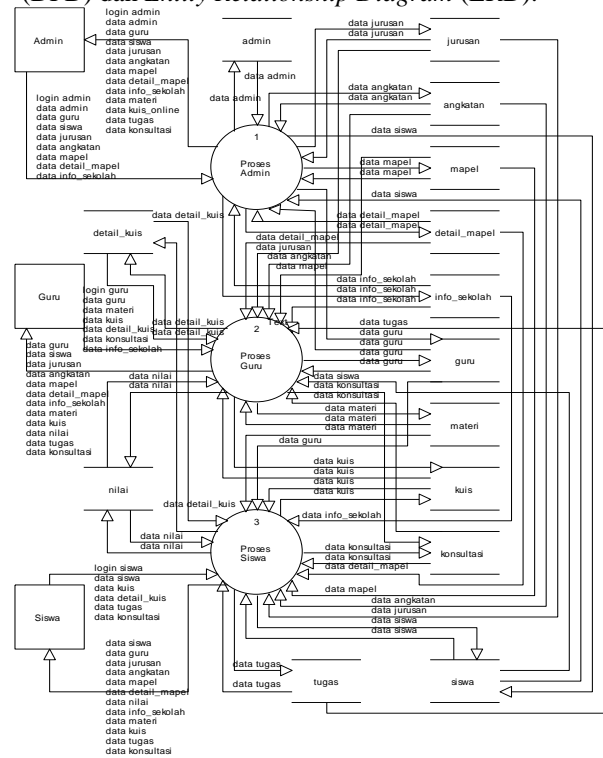 (DFD) dan Entity Relationship Diagram (ERD).
Admin
login admin
data admin
data guru
data siswa
data jurusan
data angkatan
data mapel
data detail_mapel
data info_sekolah
data materi
data kuis_online
data tugas
data konsultasi
login admin
data admin
data guru
data siswa
data jurusan
data angkatan
data mapel
data detail_mapel
data info_sekolah
admin
data admin
data admin
1
Proses
Admin
data jurusan
data jurusan
jurusan
data angkatan
data angkatan
angkatan
data siswa
data mapel
data mapel
mapel
data siswa
data detail_mapel
data detail_mapel
detail_mapel
data detail_kuis
detail_kuis
data detail_mapel
data jurusan
data angkatan
data mapel
data info_sekolah
data info_sekolah
data info_sekolah
info_sekolah
Guru
login guru
data guru
data materi
data kuis
data detail_kuis
data konsultasi
data info_sekolah
data detail_kuis
data detail_kuis
data detail_kuis
2
Text
Proses
Guru
data tugas
data guru
data guru
data guru
data guru
guru
data guru
data siswa
data jurusan
data angkatan
data mapel
data detail_mapel
data info_sekolah
data materi
data kuis
data nilai
data tugas
data konsultasi
data nilai
data nilai
data siswa
data konsultasi
data konsultasi
data materi
data materi
data materi
materi
data guru
data kuis
data kuis
data kuis
data kuis
kuis
nilai
data detail_kuis
data info_sekolah
3
Proses
Siswa
data nilai
data nilai
data konsultasi
data konsultasi
data detail_mapel
konsultasi
Siswa
login siswa
data siswa
data kuis
data detail_kuis
data tugas
data konsultasi
data mapel
data angkatan
data jurusan
data siswa
data siswa
data siswa
data guru
data jurusan
data angkatan
data mapel
data detail_mapel
data nilai
data info_sekolah
data materi
data kuis
data tugas
data konsultasi
data tugas
data tugas
tugas
siswa